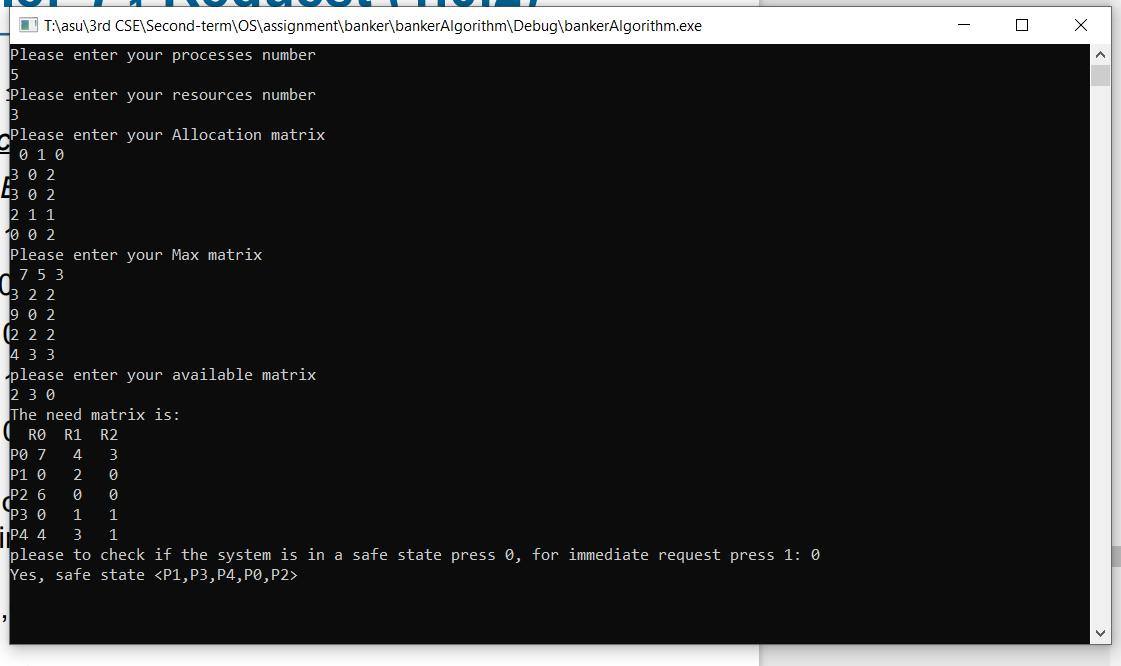 T:\asu\3rd CSE\Second-term\OS\assignment\banker\bankerAlgorithm\Debug\bankerAlgorithm.exe
Please enter your processes number
5
Please enter your resources number
3
Please enter your Allocation matrix
0 1 0
3 0 2
3 0 2
2 1 1
0 0 2
Please enter your Max matrix
7 5 3
3 2 2
9 0 2
2 2 2
4 3 3
please enter your available matrix
2 3 0
The need matrix is:
R0 R1 R2
P0 7 4 3
P1 0 2 0
P2 6 0 0
P3 0 1 1
P4 4 3 1
please to check if the system is in a safe state press 0, for immediate request press 1: 0
Yes, safe state <P1,P3,P4,P0,P2>